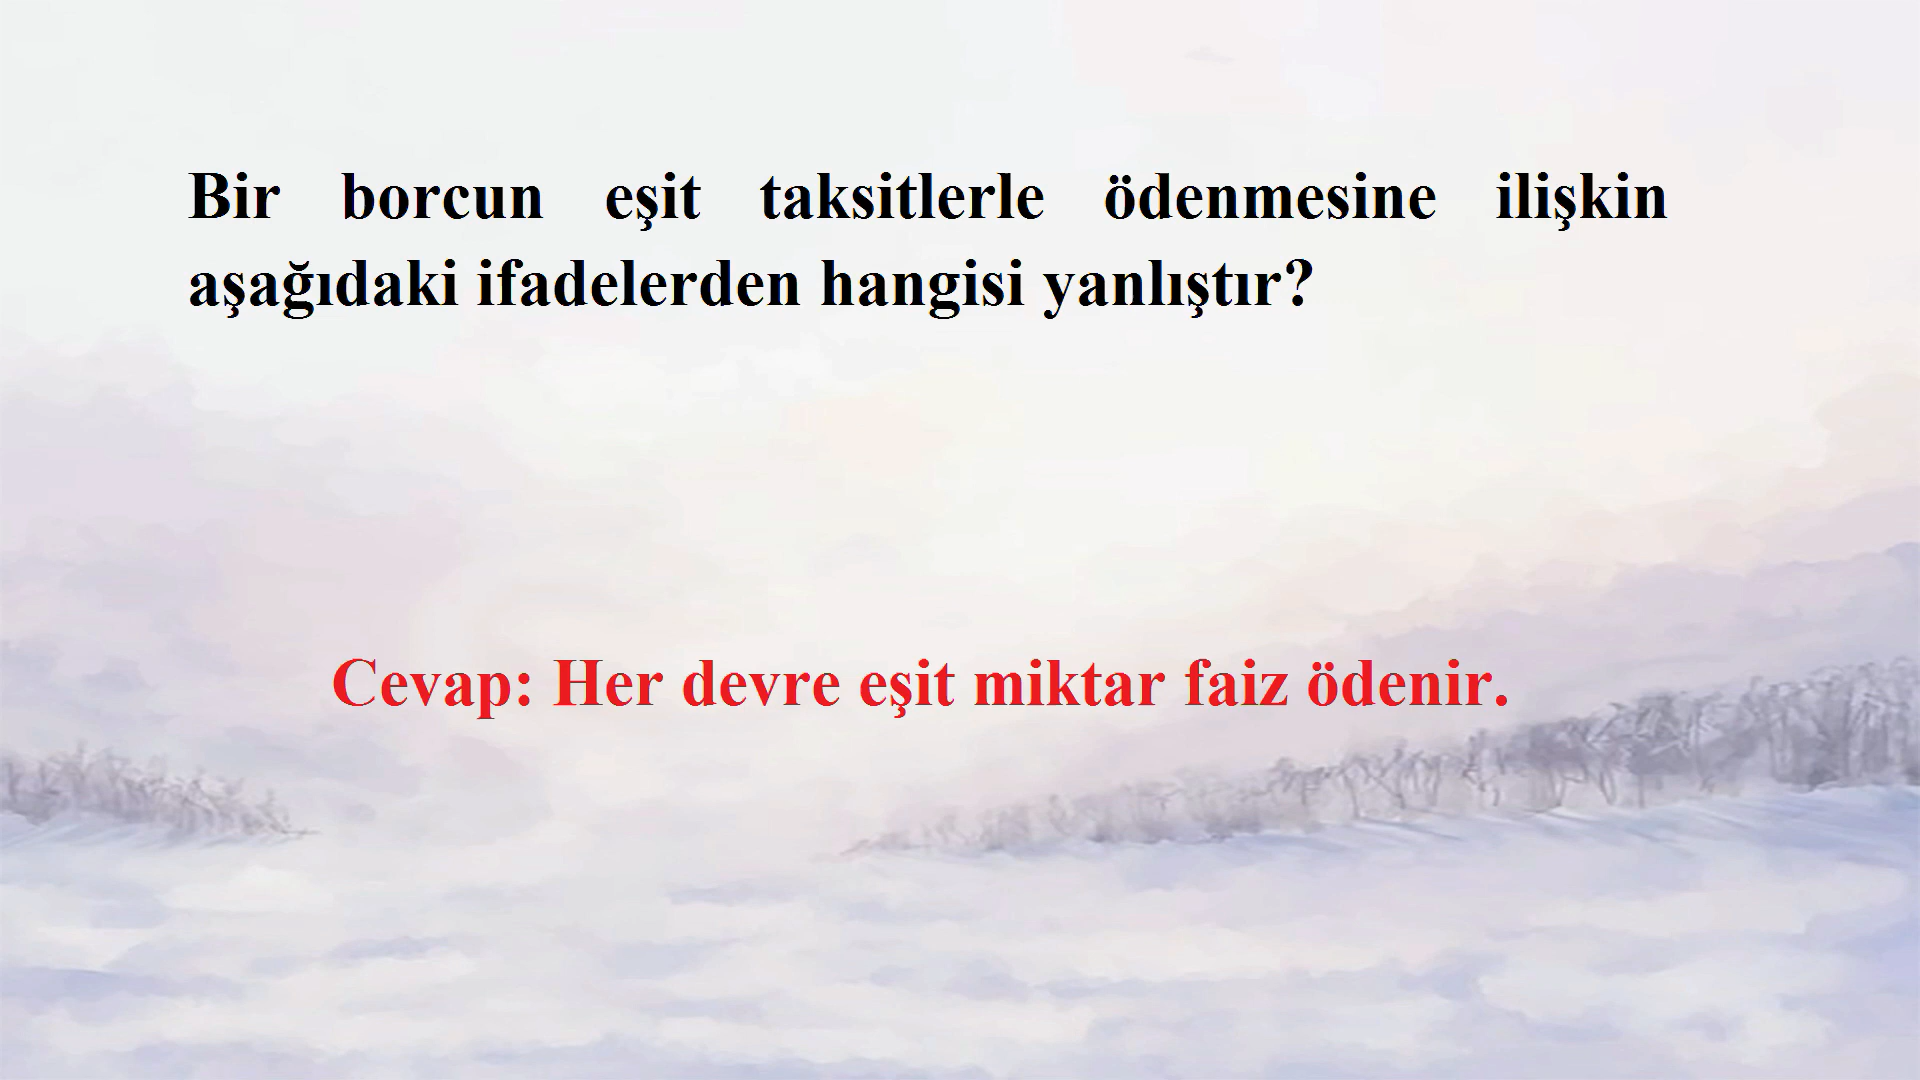 Bir borcun eşit taksitlerle ödenmesine ilişkin
aşağıdaki ifadelerden hangisi yanlıştır?
Cevap: Her devre eşit miktar faiz ödenir.